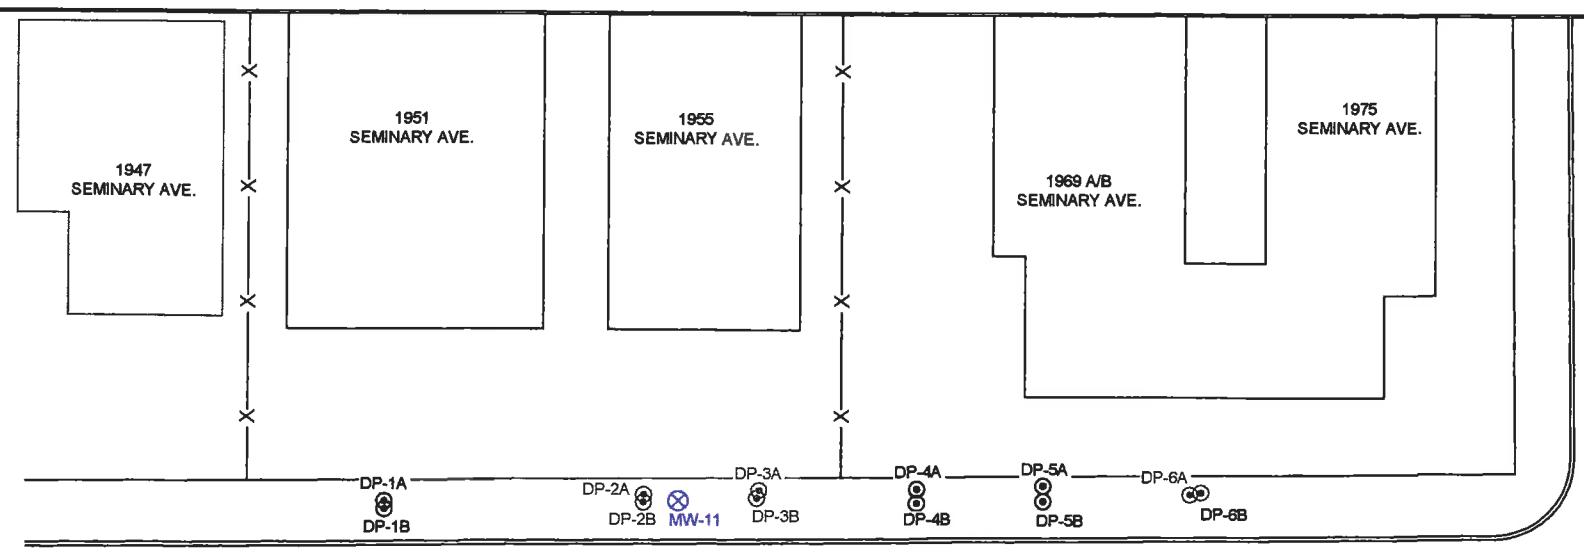 1947
SEMINARY AVE.
1951
SEMINARY AVE.
1955
SEMINARY AVE.
1969 A/B
SEMINARY AVE.
1975
SEMINARY AVE.
DP-1A
DP-1B
DP-2A
DP-2B
MW-11
DP-3A
DP-3B
DP-4A
DP-4B
DP-5A
DP-5B
DP-6A
DP-6B